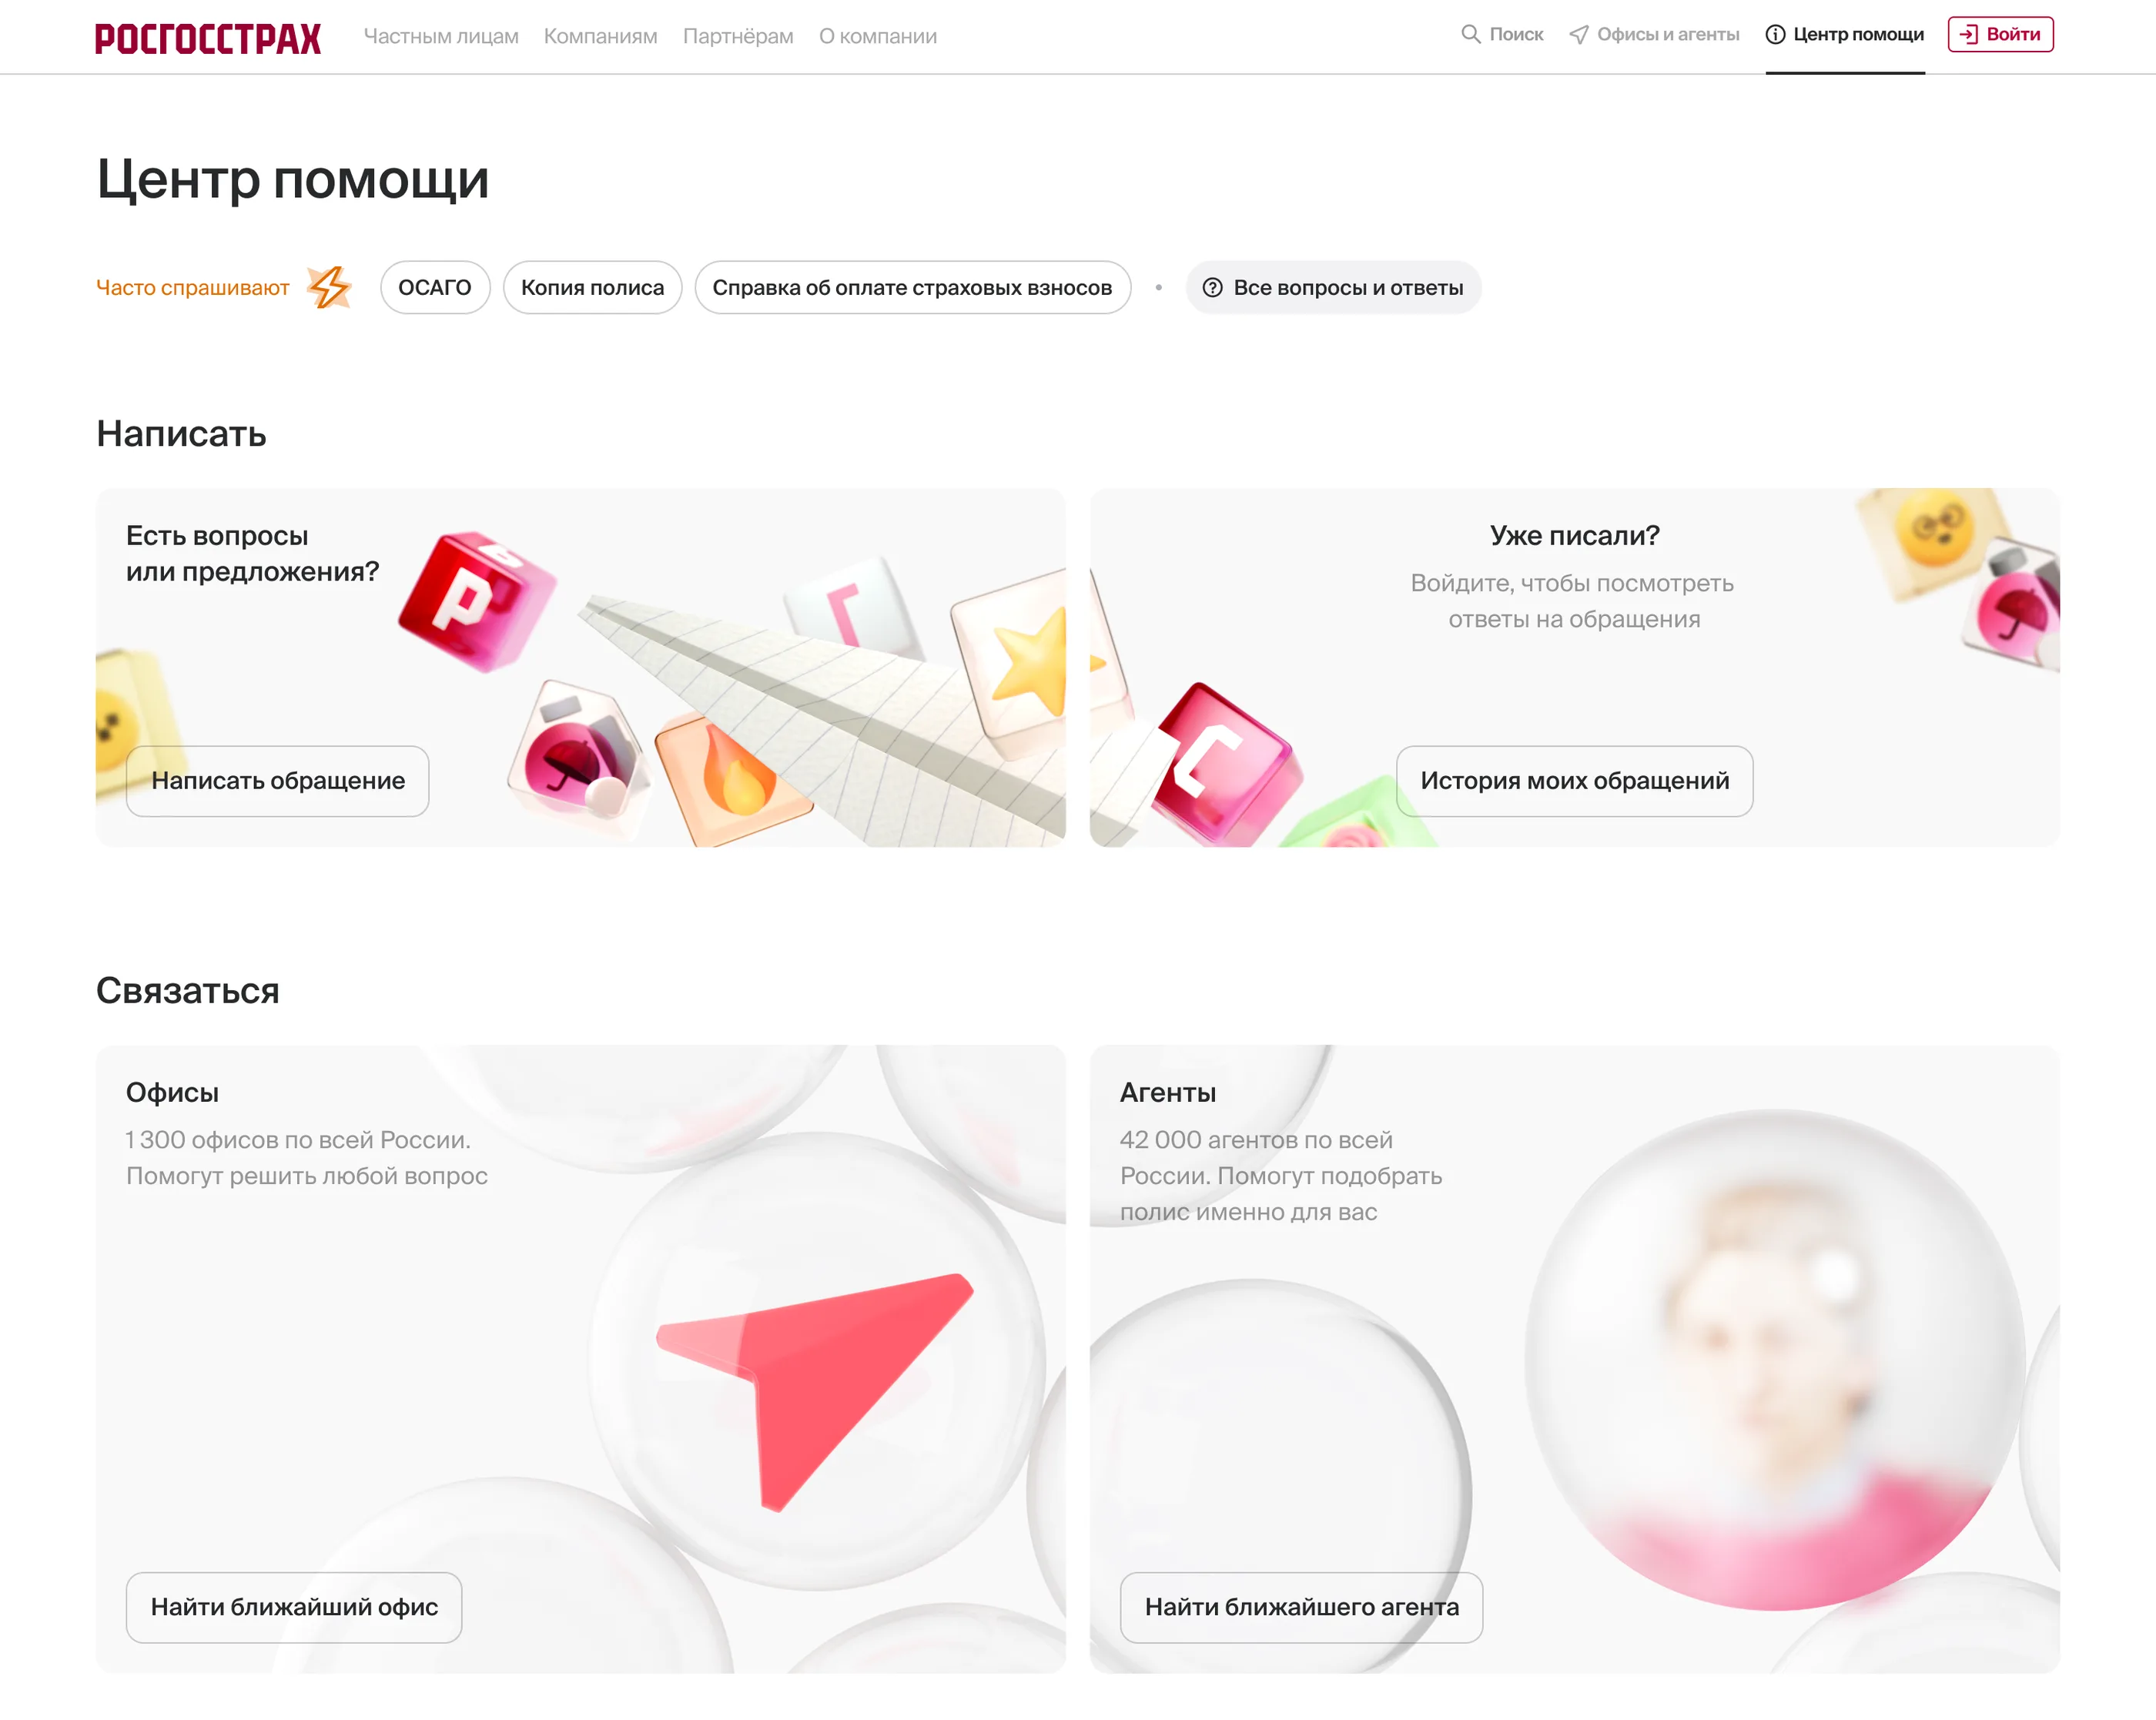 РОСГОССТРАХ
Частным лицам
Компаниям
Партнёрам
О компании
Поиск
Офисы и агенты
Центр помощи
Войти
Центр помощи
Часто спрашивают
ОСАГО
Копия полиса
Справка об оплате страховых взносов
•
Все вопросы и ответы
Написать
Есть вопросы
или предложения?
Р
Г
Написать обращение
Уже писали?
Войдите, чтобы посмотреть
ответы на обращения
С
История моих обращений
Связаться
Офисы
1 300 офисов по всей России.
Помогут решить любой вопрос
Найти ближайший офис
Агенты
42 000 агентов по всей
России. Помогут подобрать
полис именно для вас
Найти ближайшего агента